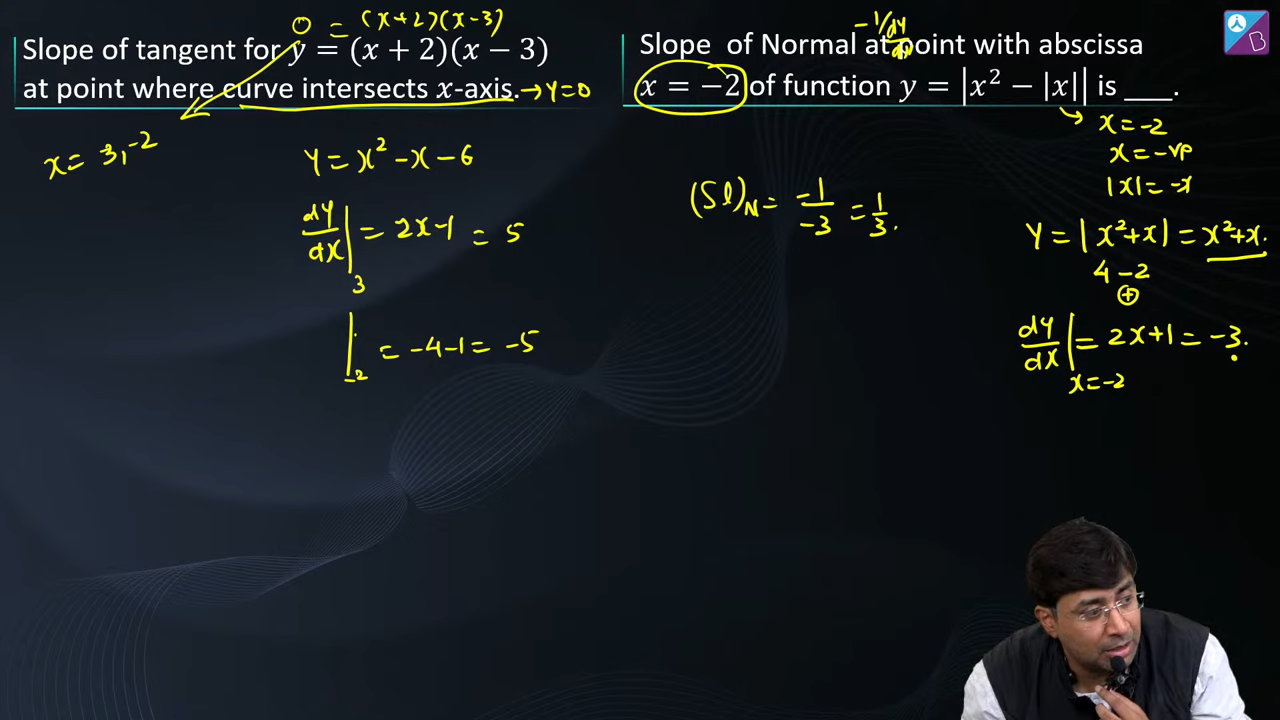 0 = (x+2)(x-3)
Slope of tangent for y = (x + 2)(x − 3)
at point where curve intersects x-axis. → Y=0
x = 3, -2
Y = x² - x - 6
dy/dx |₃ = 2x-1 = 5
|₋₂ = -4-1 = -5
-1/dy/dx
Slope of Normal at point with abscissa
x = −2 of function y = |x² − |x|| is ___.
x = -2
x = -ve
|x| = -x
(Sl)N = -1/-3 = 1/3.
Y = |x²+x| = x²+x.
4 -2
+
dy/dx | x=-2 = 2x+1 = -3.
B